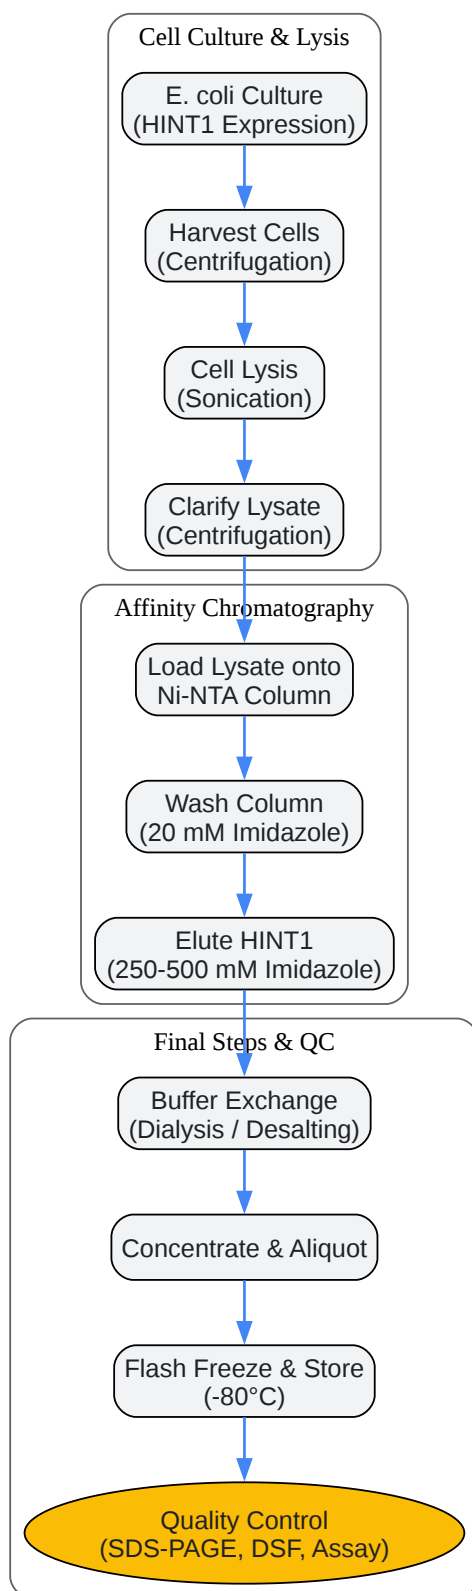 Cell Culture & Lysis
E. coli Culture
(HINT1 Expression)
Harvest Cells
(Centrifugation)
Cell Lysis
(Sonication)
Clarify Lysate
(Centrifugation)
Affinity Chromatography
Load Lysate onto
Ni-NTA Column
Wash Column
(20 mM Imidazole)
Elute HINT1
(250-500 mM Imidazole)
Final Steps & QC
Buffer Exchange
(Dialysis / Desalting)
Concentrate & Aliquot
Flash Freeze & Store
(-80°C)
Quality Control
(SDS-PAGE, DSF, Assay)